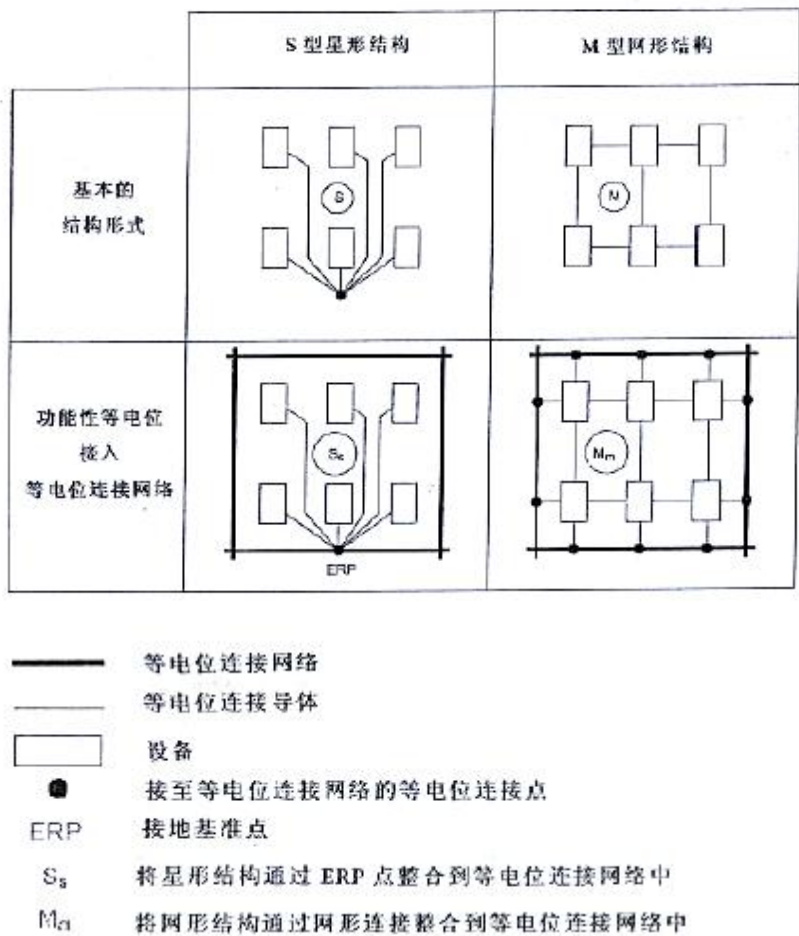 S 型星形结构
M 型网形结构
基本的
结构形式
S
M
功能性等电位
接入
等电位连接网络
Ss
ERP
Mm
等电位连接网络
等电位连接导体
设备
接至等电位连接网络的等电位连接点
ERP 接地基准点
Ss 将星形结构通过 ERP 点整合到等电位连接网络中
Mm 将网形结构通过网形连接整合到等电位连接网络中